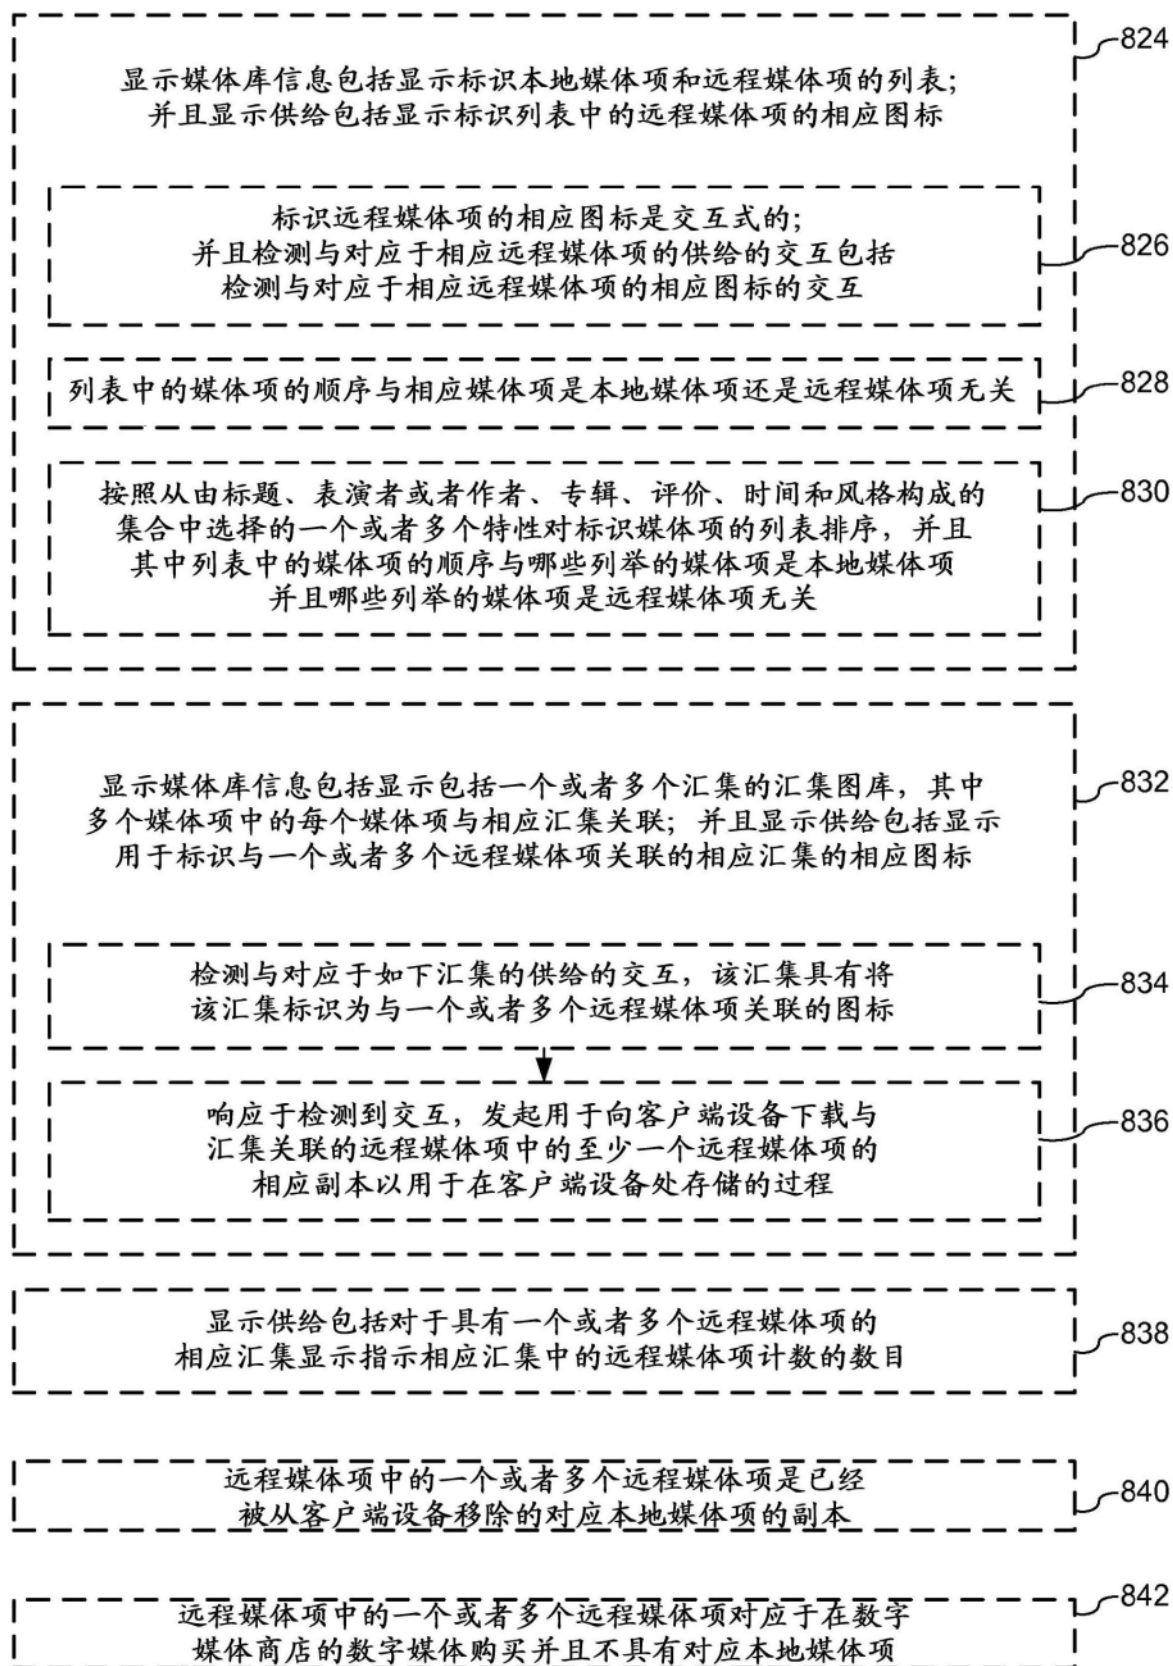 824
显示媒体库信息包括显示标识本地媒体项和远程媒体项的列表;
并且显示供给包括显示标识列表中的远程媒体项的相应图标
标识远程媒体项的相应图标是交互式的;
并且检测与对应于相应远程媒体项的供给的交互包括
检测与对应于相应远程媒体项的相应图标的交互
826
列表中的媒体项的顺序与相应媒体项是本地媒体项还是远程媒体项无关
828
按照从由标题、表演者或者作者、专辑、评价、时间和风格构成的
集合中选择的一个或者多个特性对标识媒体项的列表排序，并且
其中列表中的媒体项的顺序与哪些列举的媒体项是本地媒体项
并且哪些列举的媒体项是远程媒体项无关
830
显示媒体库信息包括显示包括一个或者多个汇集的汇集图库，其中
多个媒体项中的每个媒体项与相应汇集关联；并且显示供给包括显示
用于标识与一个或者多个远程媒体项关联的相应汇集的相应图标
832
检测与对应于如下汇集的供给的交互，该汇集具有将
该汇集标识为与一个或者多个远程媒体项关联的图标
834
响应于检测到交互，发起用于向客户端设备下载与
汇集关联的远程媒体项中的至少一个远程媒体项的
相应副本以用于在客户端设备处存储的过程
836
显示供给包括对于具有一个或者多个远程媒体项的
相应汇集显示指示相应汇集中的远程媒体项计数的数目
838
远程媒体项中的一个或者多个远程媒体项是已经
被从客户端设备移除的对应本地媒体项的副本
840
远程媒体项中的一个或者多个远程媒体项对应于在数字
媒体商店的数字媒体购买并且不具有对应本地媒体项
842